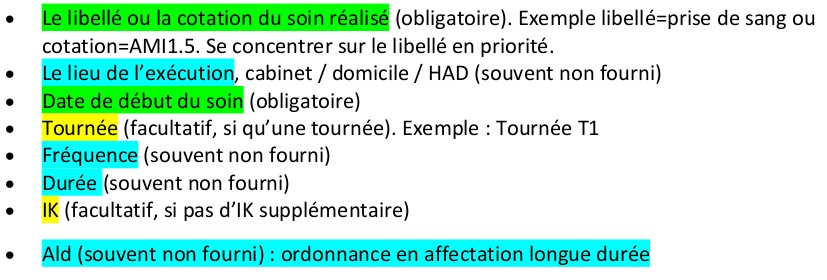 • Le libellé ou la cotation du soin réalisé (obligatoire). Exemple libellé=prise de sang ou
cotation=AMI1.5. Se concentrer sur le libellé en priorité.
• Le lieu de l’exécution, cabinet / domicile / HAD (souvent non fourni)
• Date de début du soin (obligatoire)
• Tournée (facultatif, si qu’une tournée). Exemple : Tournée T1
• Fréquence (souvent non fourni)
• Durée (souvent non fourni)
• IK (facultatif, si pas d’IK supplémentaire)
• Ald (souvent non fourni) : ordonnance en affectation longue durée